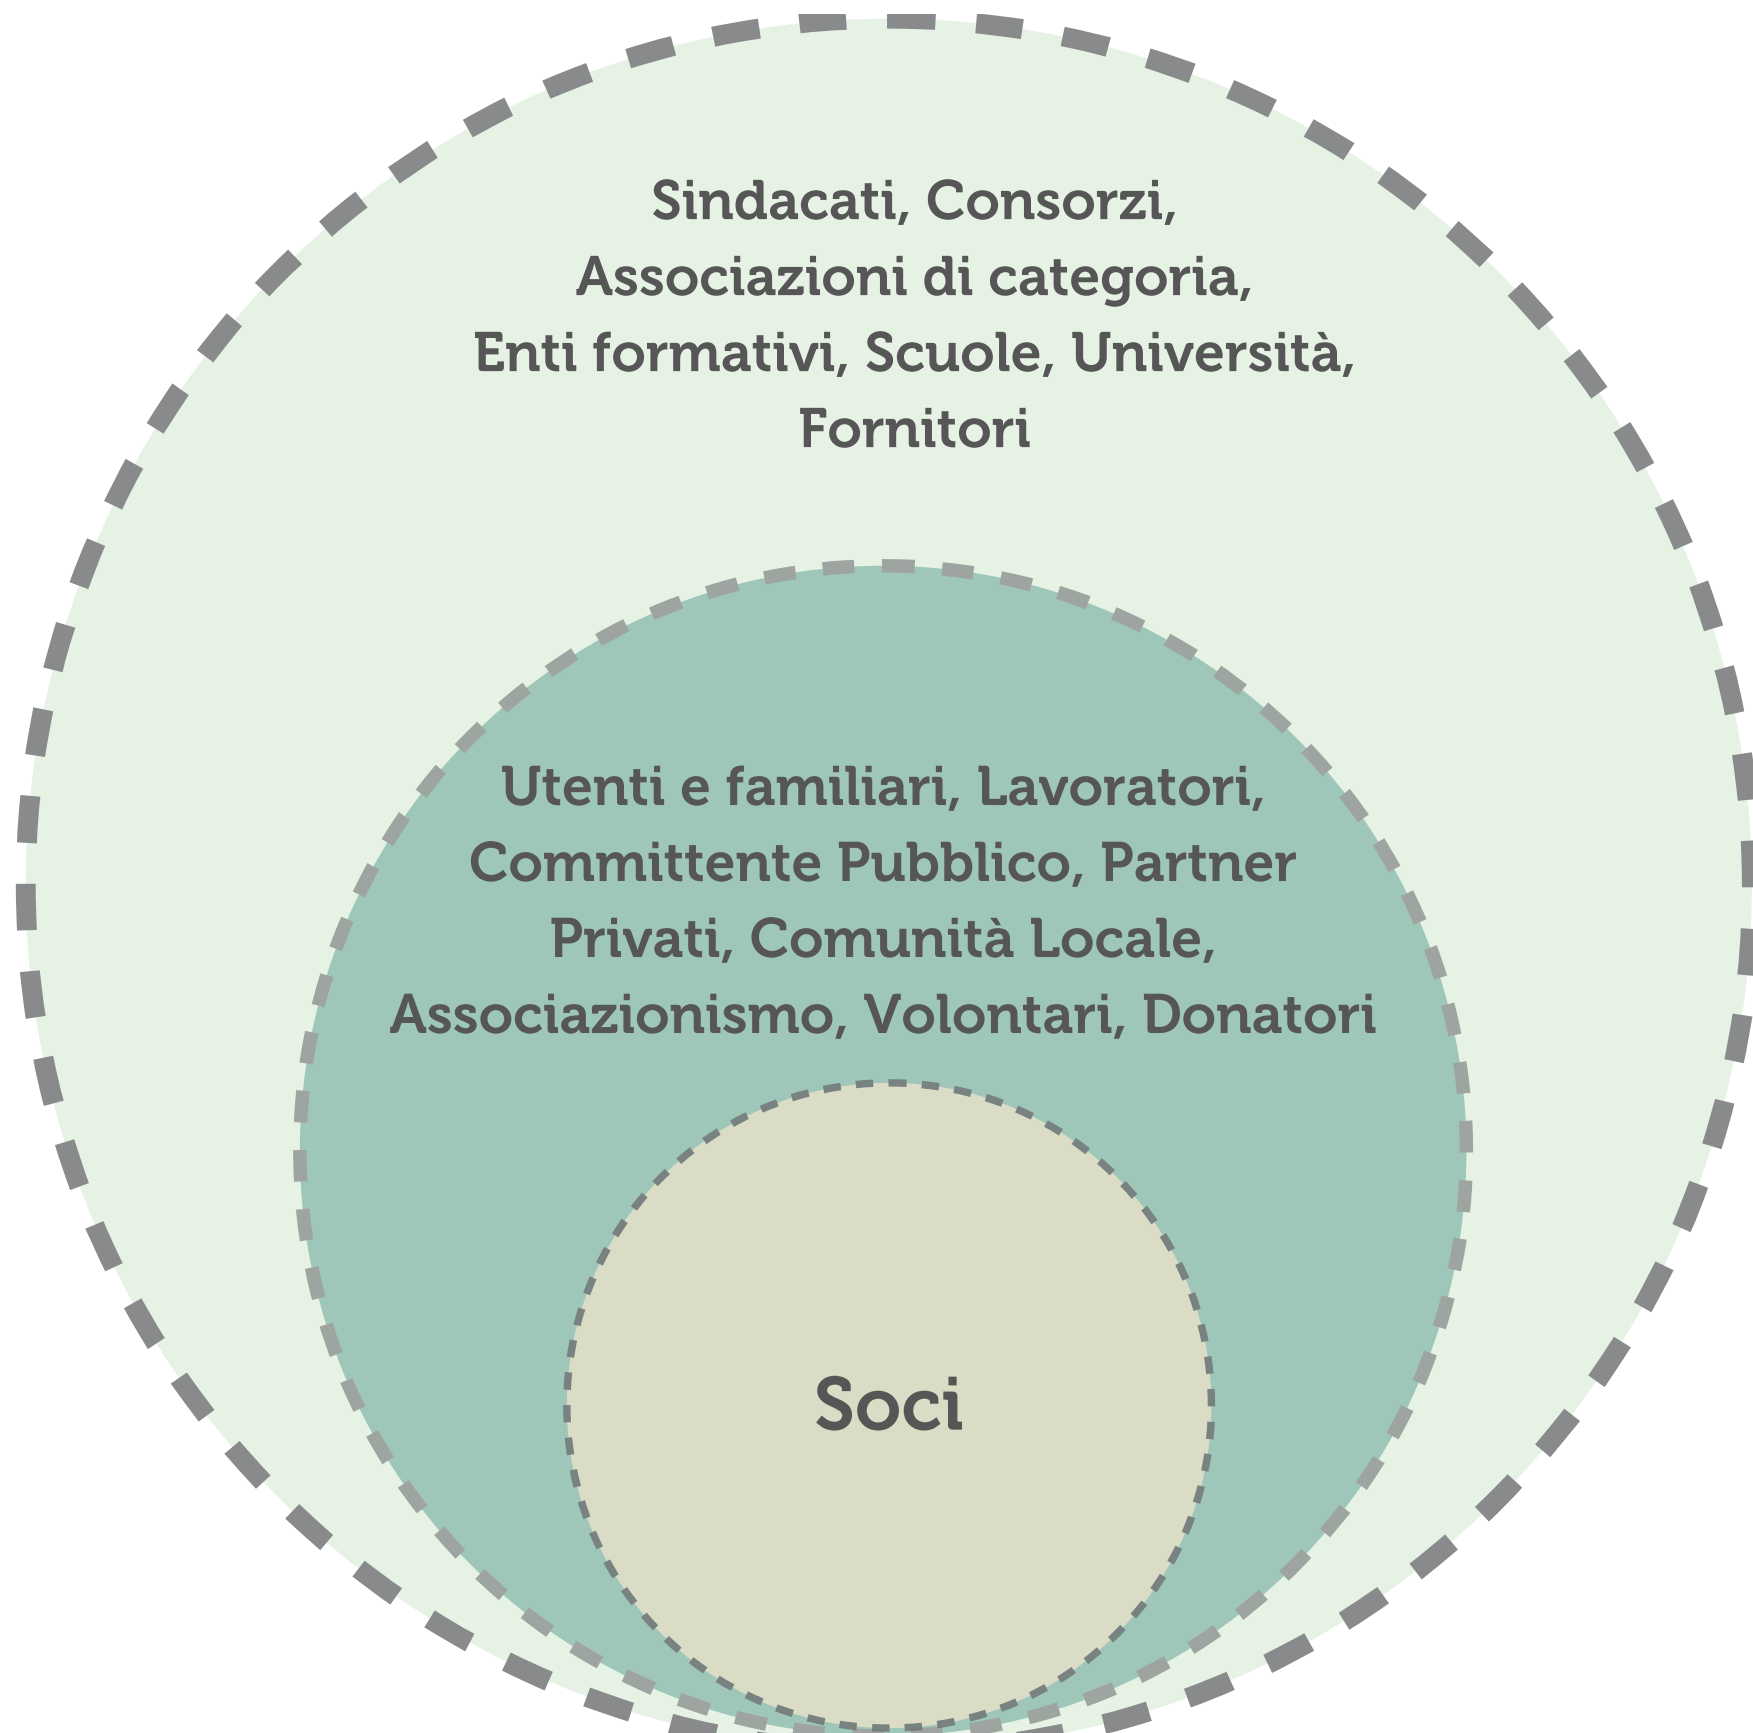 Sindacati, Consorzi,
Associazioni di categoria,
Enti formativi, Scuole, Università,
Fornitori
Utenti e familiari, Lavoratori,
Committente Pubblico, Partner
Privati, Comunità Locale,
Associazionismo, Volontari, Donatori
Soci